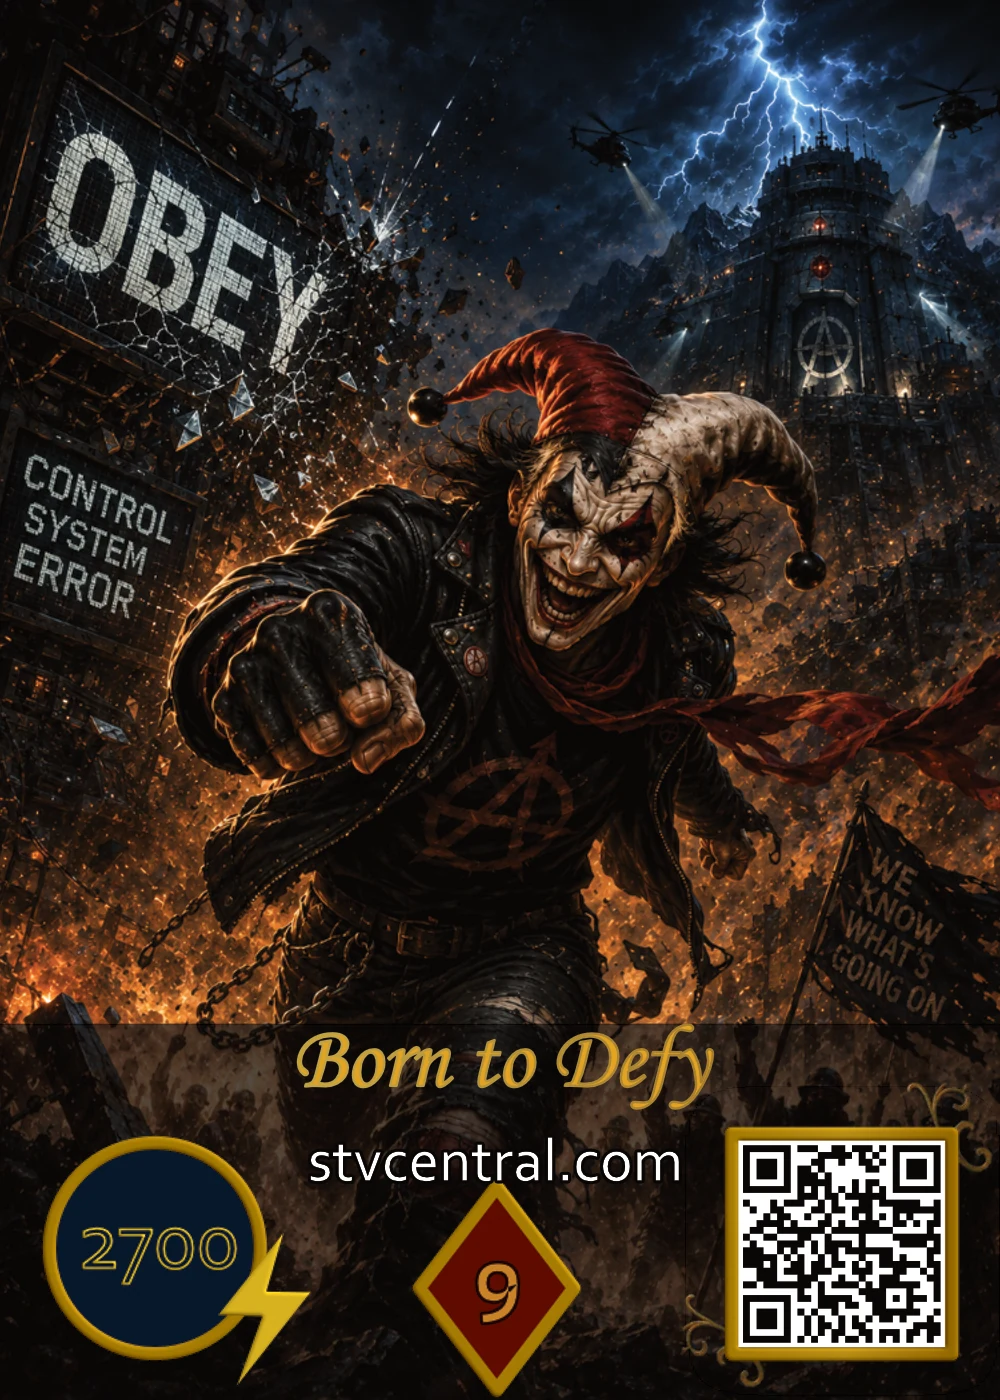 OBEY
CONTROL
SYSTEM
ERROR
WE
KNOW
WHAT'S
GOING ON
Born to Defy
stvcentral.com
2700
9